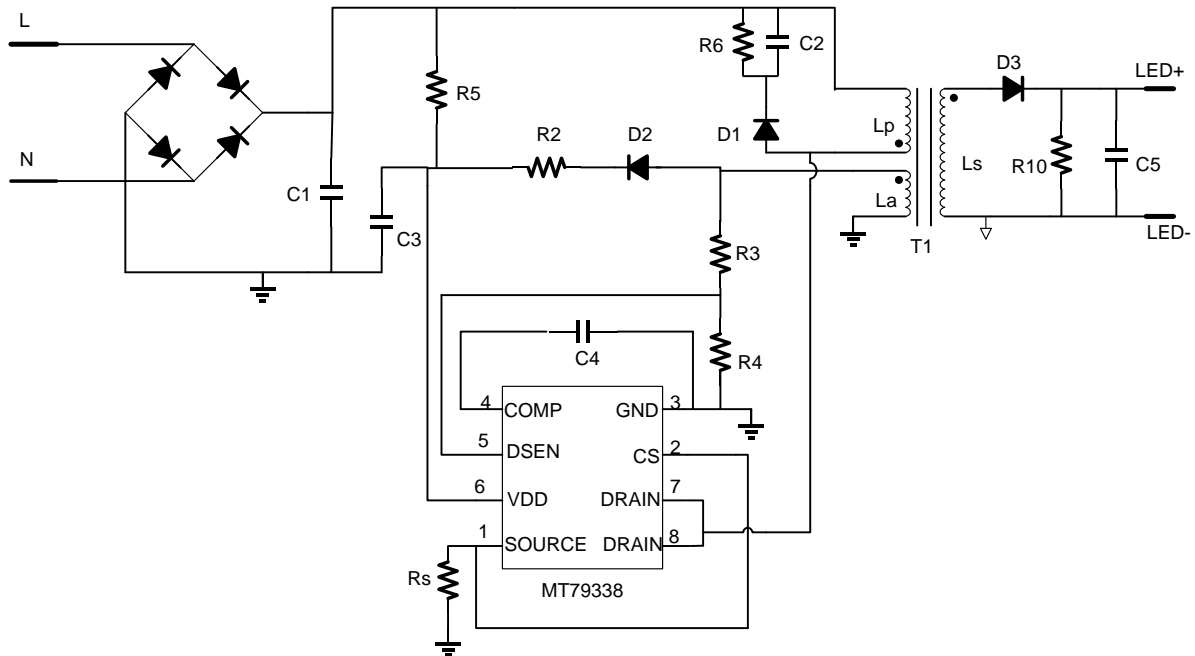 L
R6
C2
D3
LED+
R5
R2
D2
D1
Lp
N
Ls
R10
C5
C1
La
C3
T1
LED-
R3
C4
R4
4
COMP
GND
3
5
DSEN
CS
2
6
VDD
DRAIN
7
1
SOURCE
DRAIN
8
Rs
MT79338